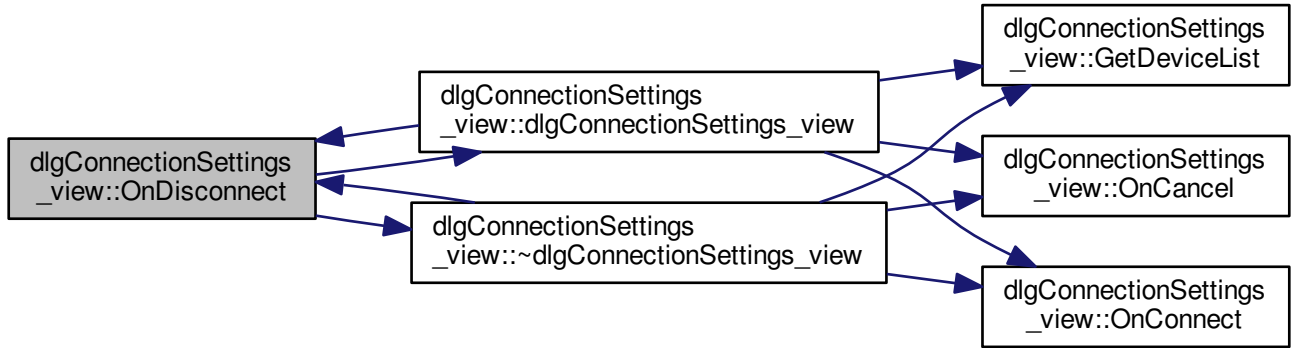 dlgConnectionSettings
_view::OnDisconnect
dlgConnectionSettings
_view::dlgConnectionSettings_view
dlgConnectionSettings
_view::~dlgConnectionSettings_view
dlgConnectionSettings
_view::GetDeviceList
dlgConnectionSettings
_view::OnCancel
dlgConnectionSettings
_view::OnConnect